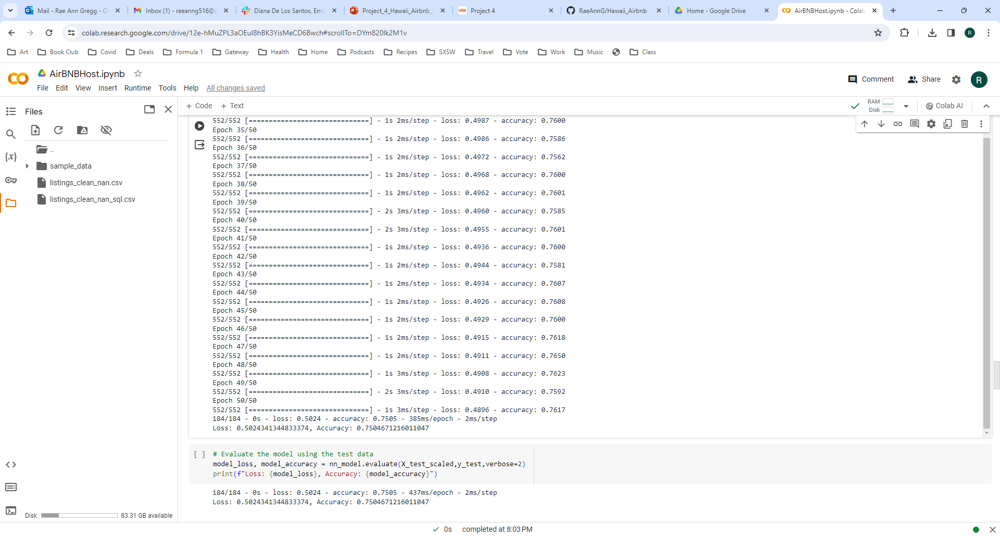 Mail - Rae Ann Gregg - O
Inbox (1) - raeanng516@g
Diana De Los Santos, Emi,
Project_4_Hawaii_Airbnb_
UTSA Project 4
RaeAnnG/Hawaii_Airbnb
Home - Google Drive
AirBNBHost.ipynb - Colab
colab.research.google.com/drive/12e-hMuZPL3aOEuI8hBK3YisMeCD6Bwch#scrollTo=DYm820lk2M1v
R
Art Book Club Covid Deals Formula 1 Gateway Health Home Podcasts Recipes SXSW Travel Vote Work Music Class
AirBNBHost.ipynb
File Edit View Insert Runtime Tools Help All changes saved
Comment Share R
Files
+ Code + Text
RAM
Disk
Colab AI
..
sample_data
listings_clean_nan.csv
listings_clean_nan_sql.csv
{x}
552/552 [==============================] - 1s 2ms/step - loss: 0.4987 - accuracy: 0.7600
Epoch 35/50
552/552 [==============================] - 1s 2ms/step - loss: 0.4986 - accuracy: 0.7586
Epoch 36/50
552/552 [==============================] - 1s 2ms/step - loss: 0.4972 - accuracy: 0.7562
Epoch 37/50
552/552 [==============================] - 1s 2ms/step - loss: 0.4968 - accuracy: 0.7600
Epoch 38/50
552/552 [==============================] - 1s 2ms/step - loss: 0.4962 - accuracy: 0.7601
Epoch 39/50
552/552 [==============================] - 2s 3ms/step - loss: 0.4960 - accuracy: 0.7585
Epoch 40/50
552/552 [==============================] - 2s 3ms/step - loss: 0.4955 - accuracy: 0.7601
Epoch 41/50
552/552 [==============================] - 1s 2ms/step - loss: 0.4936 - accuracy: 0.7600
Epoch 42/50
552/552 [==============================] - 1s 2ms/step - loss: 0.4944 - accuracy: 0.7581
Epoch 43/50
552/552 [==============================] - 1s 2ms/step - loss: 0.4934 - accuracy: 0.7607
Epoch 44/50
552/552 [==============================] - 1s 2ms/step - loss: 0.4926 - accuracy: 0.7608
Epoch 45/50
552/552 [==============================] - 1s 2ms/step - loss: 0.4929 - accuracy: 0.7600
Epoch 46/50
552/552 [==============================] - 1s 2ms/step - loss: 0.4915 - accuracy: 0.7618
Epoch 47/50
552/552 [==============================] - 1s 2ms/step - loss: 0.4911 - accuracy: 0.7650
Epoch 48/50
552/552 [==============================] - 1s 3ms/step - loss: 0.4908 - accuracy: 0.7623
Epoch 49/50
552/552 [==============================] - 2s 3ms/step - loss: 0.4910 - accuracy: 0.7592
Epoch 50/50
552/552 [==============================] - 1s 3ms/step - loss: 0.4896 - accuracy: 0.7617
184/184 - 0s - loss: 0.5024 - accuracy: 0.7505 - 385ms/epoch - 2ms/step
Loss: 0.5024341344833374, Accuracy: 0.7504671216011047
[ ] # Evaluate the model using the test data
model_loss, model_accuracy = nn_model.evaluate(X_test_scaled,y_test,verbose=2)
print(f"Loss: {model_loss}, Accuracy: {model_accuracy}")
184/184 - 0s - loss: 0.5024 - accuracy: 0.7505 - 437ms/epoch - 2ms/step
Loss: 0.5024341344833374, Accuracy: 0.7504671216011047
Disk 83.31 GB available
0s completed at 8:03 PM